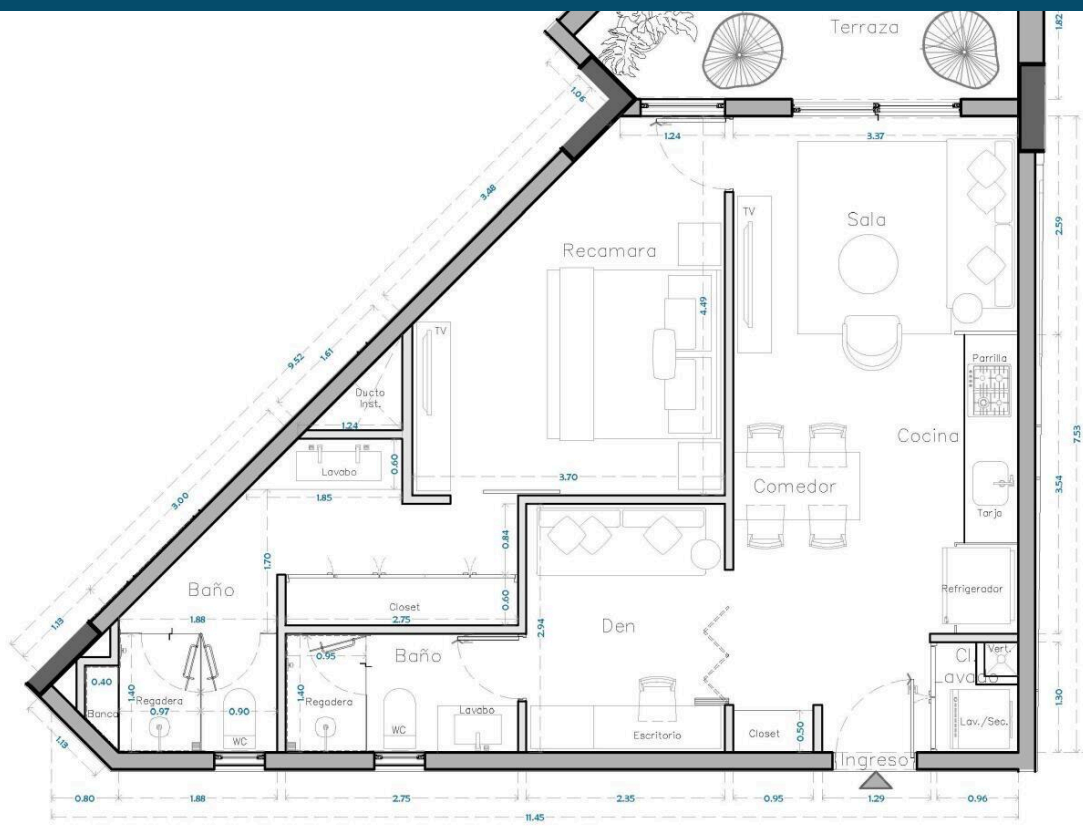 Terraza
1.82
1.06
1.24
3.37
3.48
TV
Sala
2.59
Recamara
4.49
TV
9.52
1.61
Parrilla
Ducto
Inst.
1.24
Cocina
7.53
Lavabo
0.60
3.70
Comedor
3.54
1.85
3.00
Tarja
0.84
1.70
Refrigerador
Baño
Closet
0.60
1.88
2.75
2.94
Den
1.13
0.95
Baño
Vert.
Cl.
avado
0.40
1.40
Regadera
1.40
Regadera
1.30
Banca
0.97
0.90
Lavabo
Lav./Sec.
WC
WC
Escritorio
Closet
0.50
1.13
Ingreso
0.80
1.88
2.75
2.35
0.95
1.29
0.96
11.45